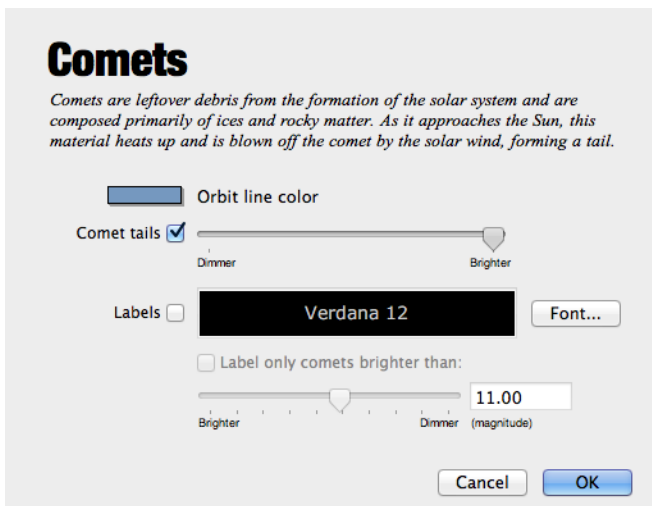 Comets
Comets are leftover debris from the formation of the solar system and are
composed primarily of ices and rocky matter. As it approaches the Sun, this
material heats up and is blown off the comet by the solar wind, forming a tail.
Orbit line color
Comet tails
Dimmer Brighter
Labels Verdana 12 Font...
Label only comets brighter than:
11.00
Brighter Dimmer (magnitude)
Cancel OK